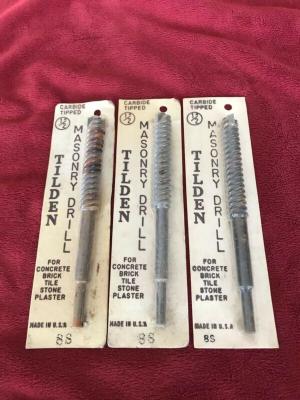 CARBIDE
TIPPED
1/2
MASONRY DRILL
TILDEN
FOR
CONCRETE
BRICK
TILE
STONE
PLASTER
MADE IN U.S.A
8S
CARBIDE
TIPPED
1/2
MASONRY DRILL
TILDEN
FOR
CONCRETE
BRICK
TILE
STONE
PLASTER
MADE IN U.S.A
8S
CARBIDE
TIPPED
1/2
MASONRY DRILL
TILDEN
FOR
CONCRETE
BRICK
TILE
STONE
PLASTER
MADE IN U.S.A
8S